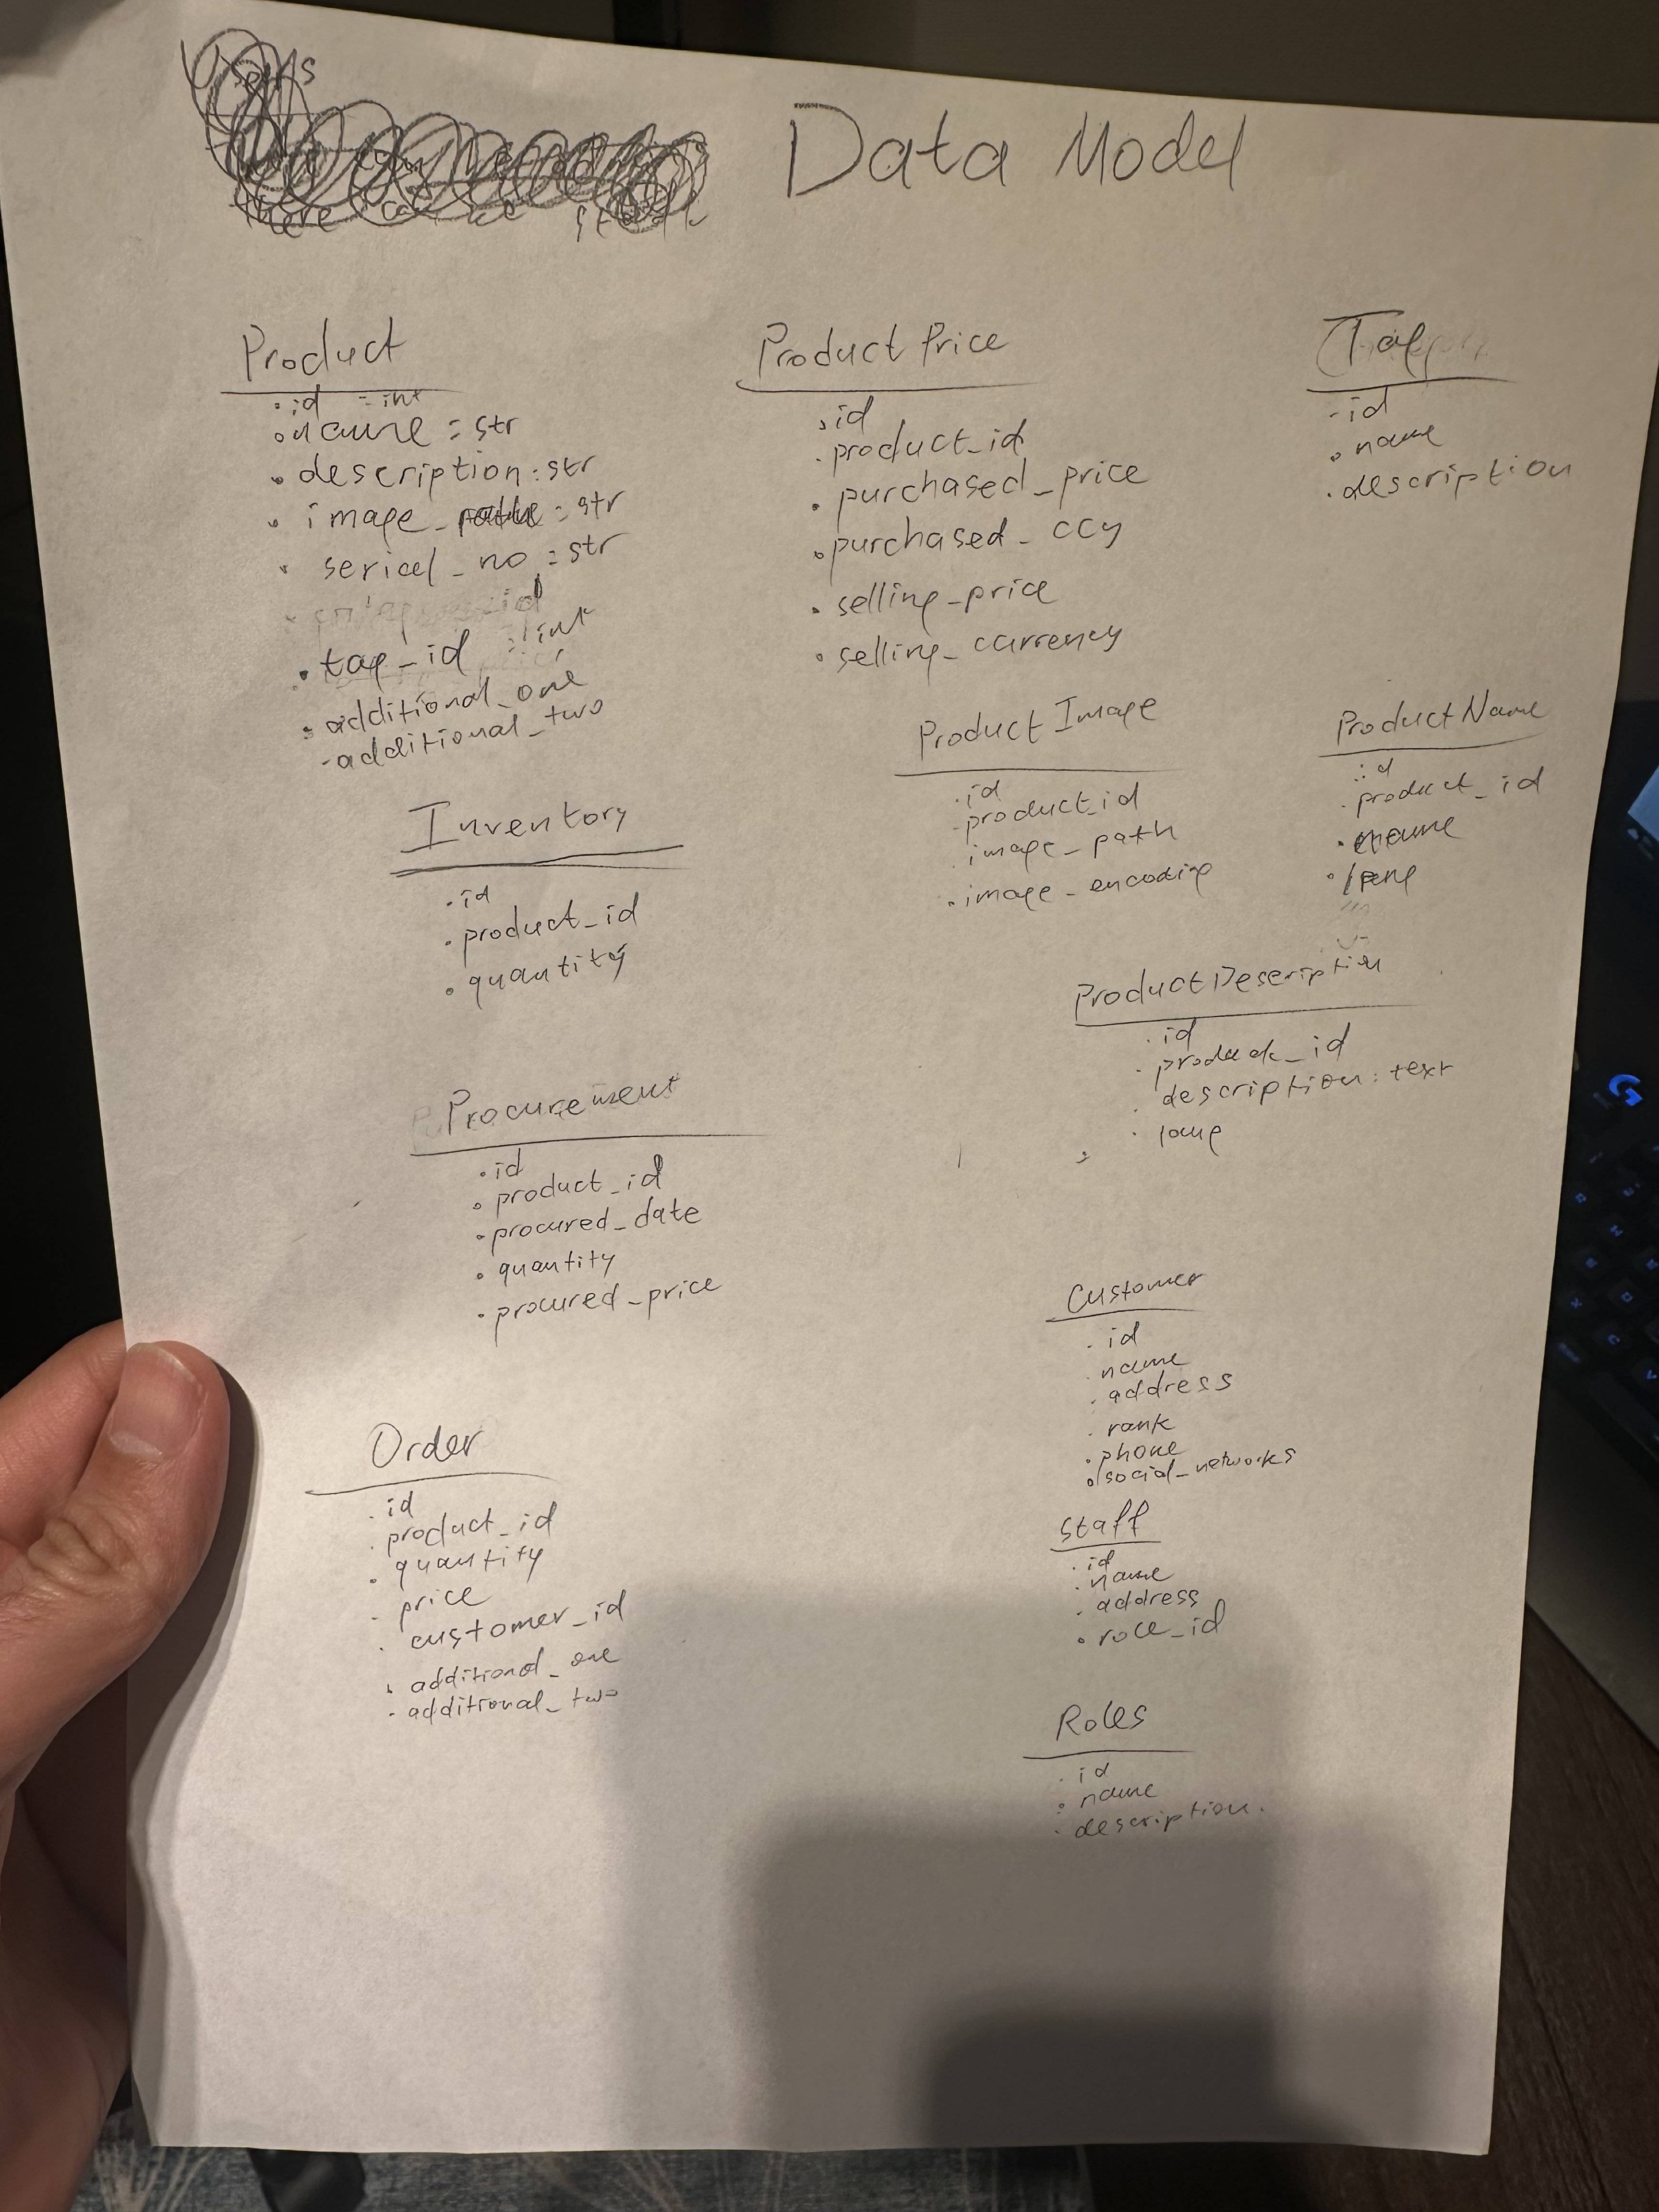 Data Model
Product
· id = int
· name : str
· description : str
· image_path : str
· serial_no : str
· tag_id : int
· additional_one
· additional_two
Product Price
· id
· product_id
· purchased_price
· purchased_ccy
· selling_price
· selling_currency
Tag
· id
· name
· description
Product Image
· id
· product_id
· image_path
· image_encoding
Product Name
· id
· product_id
· name
· lang
Inventory
· id
· product_id
· quantity
Product Description
· id
· product_id
· description : text
· lang
Procurement
· id
· product_id
· procured_date
· quantity
· procured_price
Customer
· id
· name
· address
· rank
· phone
· social_networks
Order
· id
· product_id
· quantity
· price
· customer_id
· additional_one
· additional_two
Staff
· id
· name
· address
· role_id
Roles
· id
· name
· description.